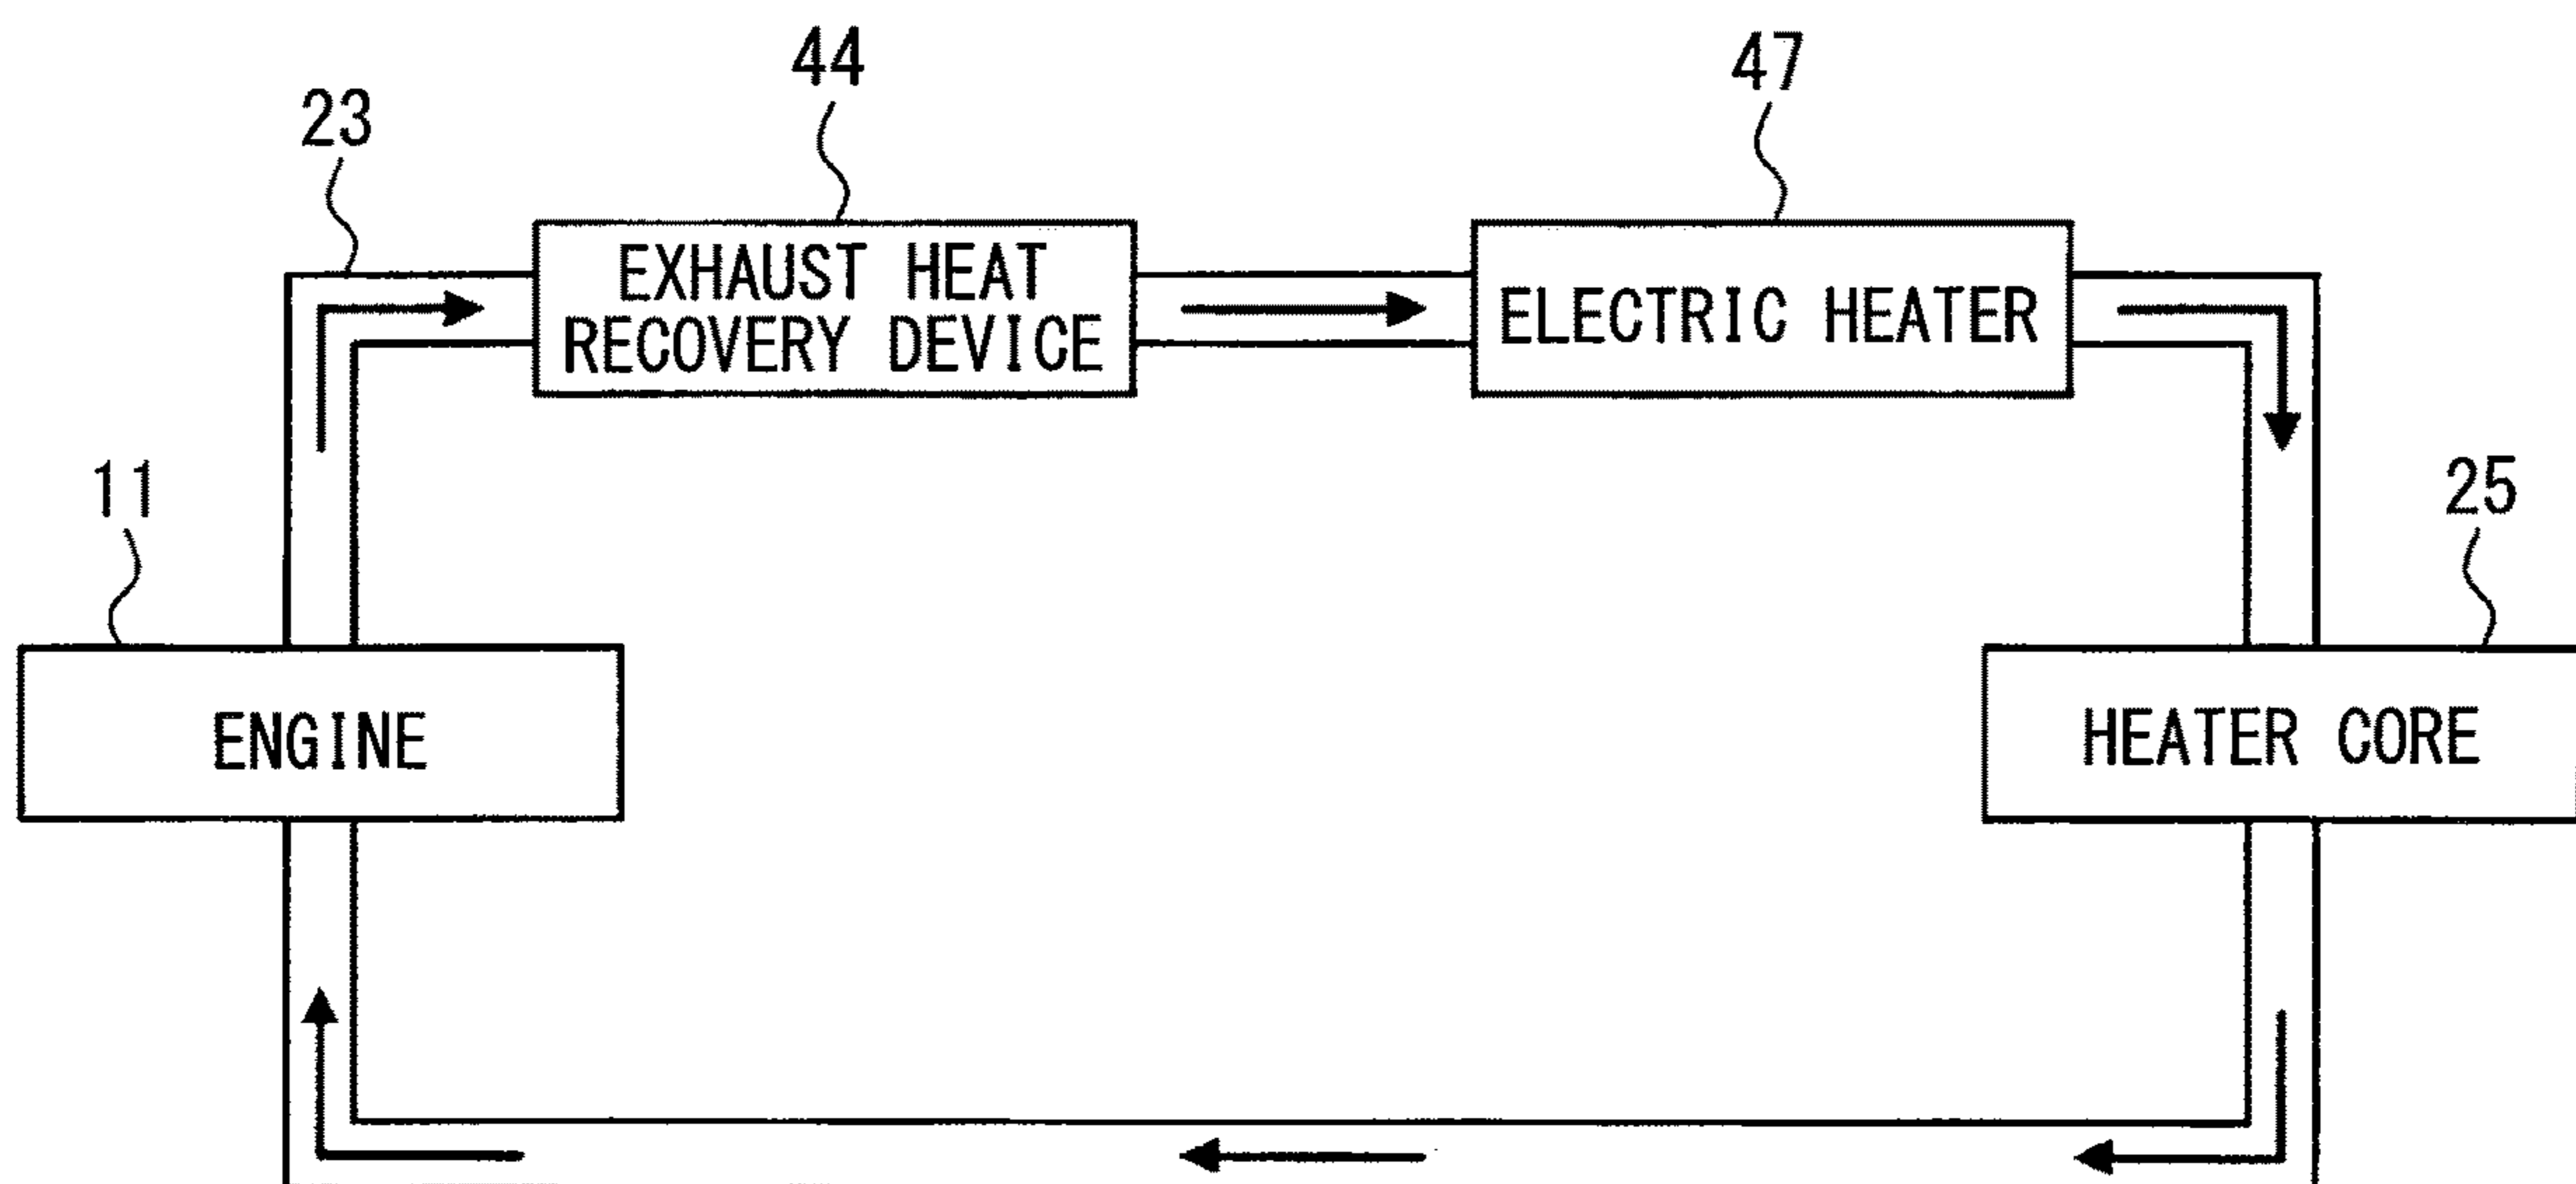 44
47
23
EXHAUST HEAT
RECOVERY DEVICE
ELECTRIC HEATER
11
25
ENGINE
HEATER CORE